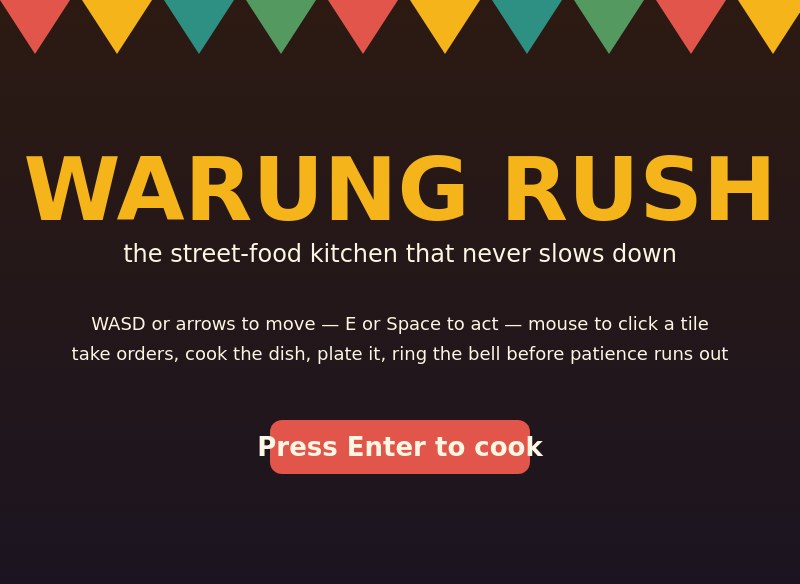 WARUNG RUSH
the street-food kitchen that never slows down
WASD or arrows to move — E or Space to act — mouse to click a tile
take orders, cook the dish, plate it, ring the bell before patience runs out
Press Enter to cook